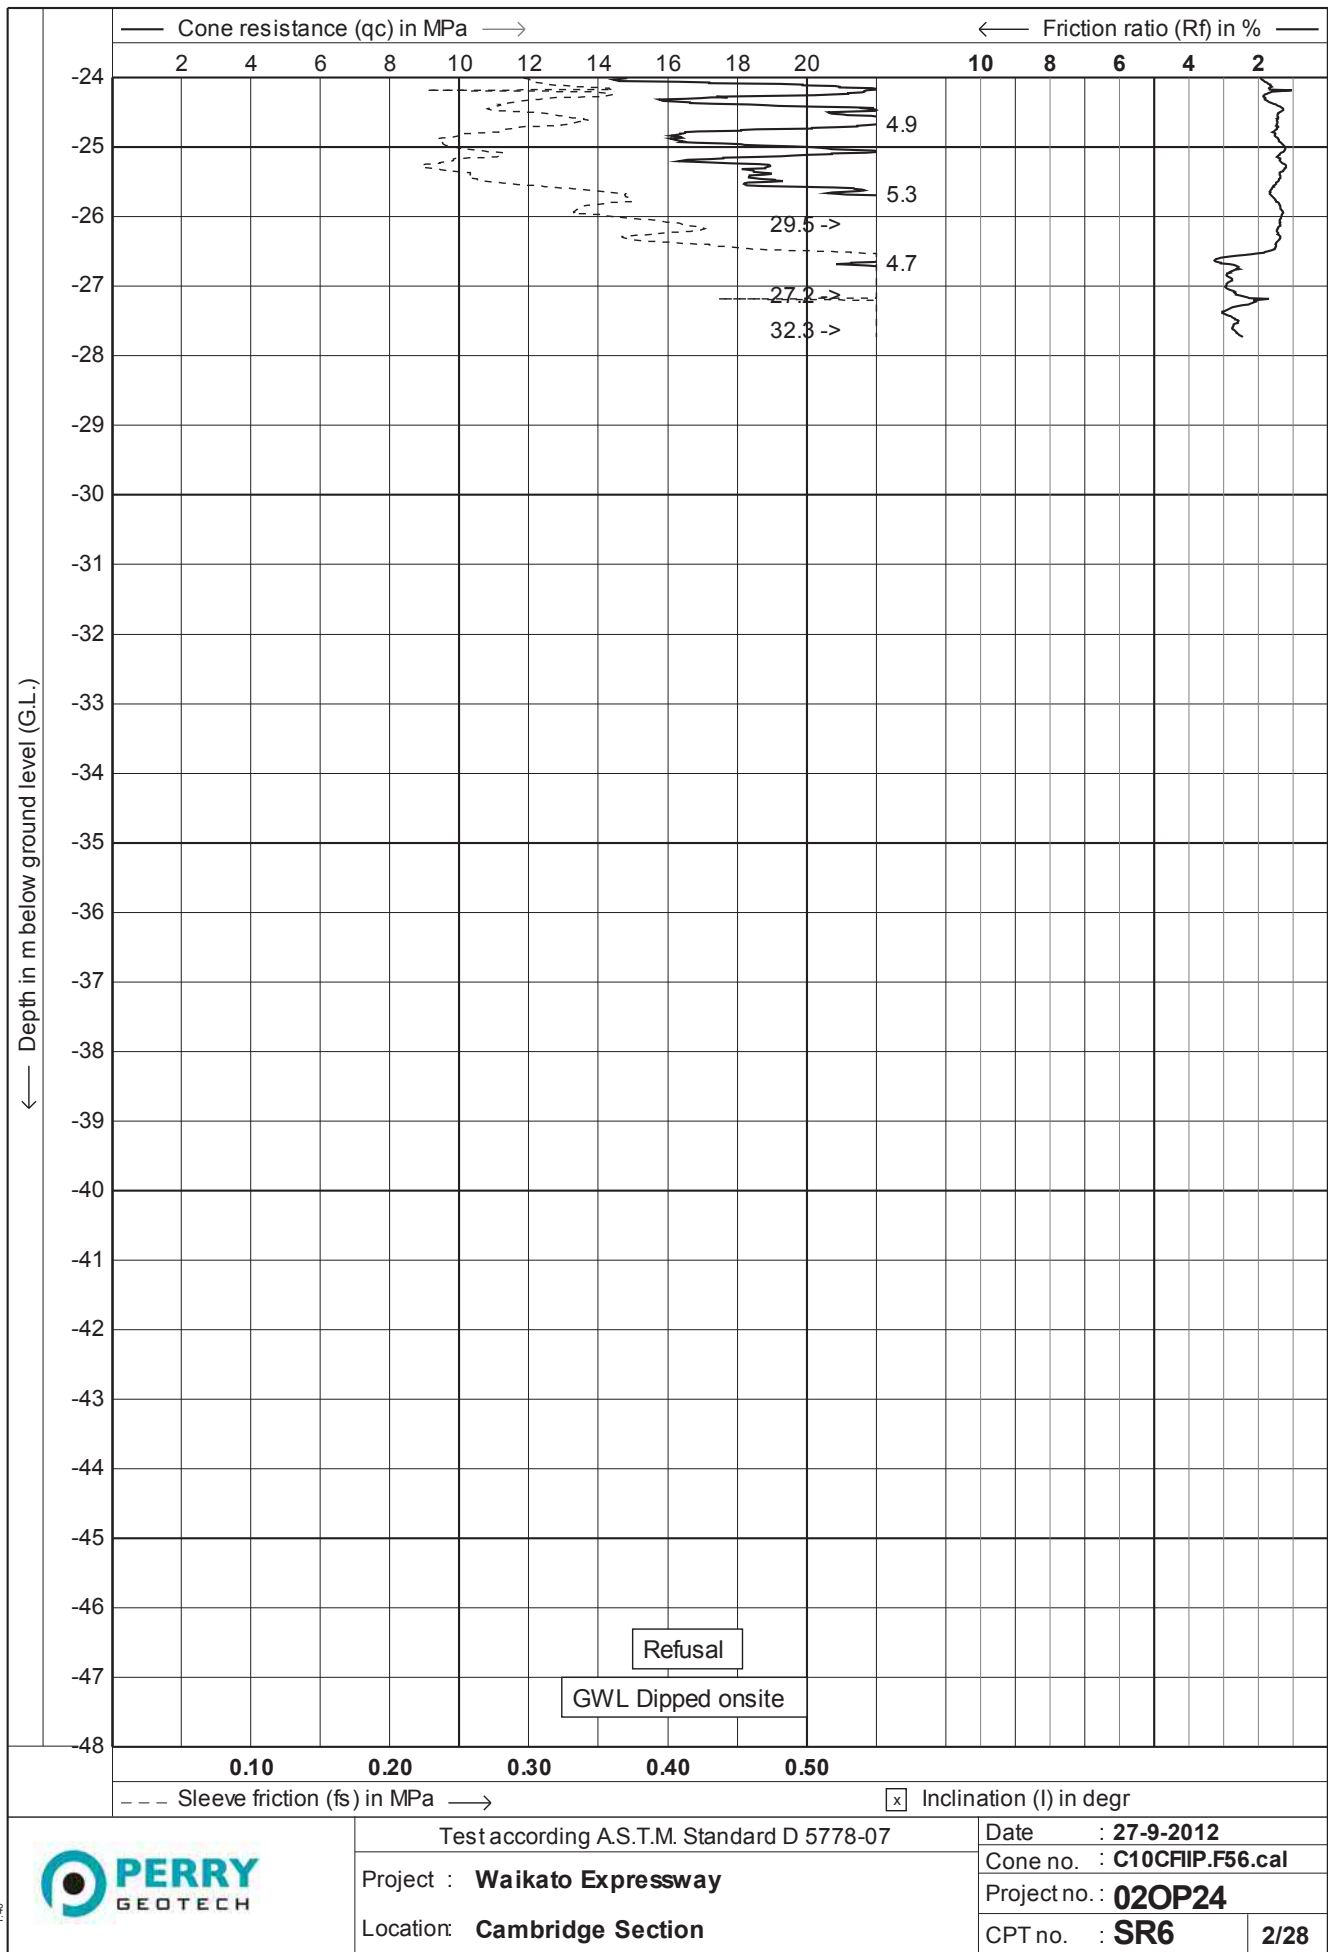 Cone resistance (qc) in MPa
Friction ratio (Rf) in %
2 4 6 8 10 12 14 16 18 20 10 8 6 4 2
-24
4.9
-25
5.3
-26
29.5 ->
4.7
-27
27.2 ->
32.3 ->
-28
-29
-30
-31
-32
-33
-34
-35
-36
-37
-38
-39
-40
-41
-42
-43
-44
-45
-46
Refusal
-47
GWL Dipped onsite
-48
Depth in m below ground level (G.L.)
0.10 0.20 0.30 0.40 0.50
Sleeve friction (fs) in MPa
x Inclination (I) in degr
PERRY
GEOTECH
Test according A.S.T.M. Standard D 5778-07
Project : Waikato Expressway
Location: Cambridge Section
Date : 27-9-2012
Cone no. : C10CFIIP.F56.cal
Project no. : 02OP24
CPT no. : SR6 2/28